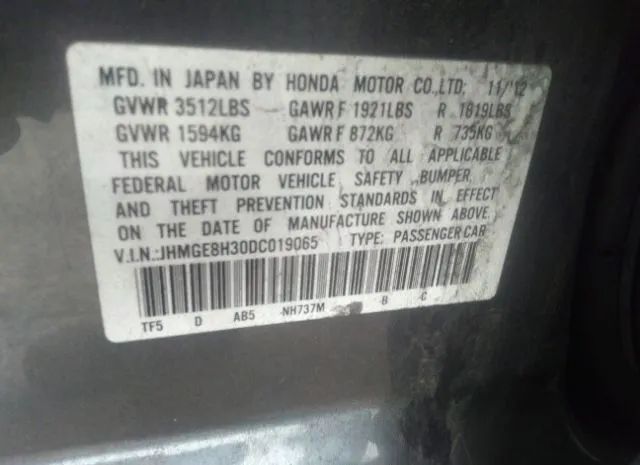 MFD. IN JAPAN BY HONDA MOTOR CO.,LTD. 11/'12
GVWR 3512LBS GAWR F 1921LBS R 1819LBS
GVWR 1594KG GAWR F 872KG R 735KG
THIS VEHICLE CONFORMS TO ALL APPLICABLE
FEDERAL MOTOR VEHICLE SAFETY BUMPER,
AND THEFT PREVENTION STANDARDS IN EFFECT
ON THE DATE OF MANUFACTURE SHOWN ABOVE.
V.I.N.:JHMGE8H30DC019065 TYPE: PASSENGER CAR
TF5 D AB5 NH737M B C